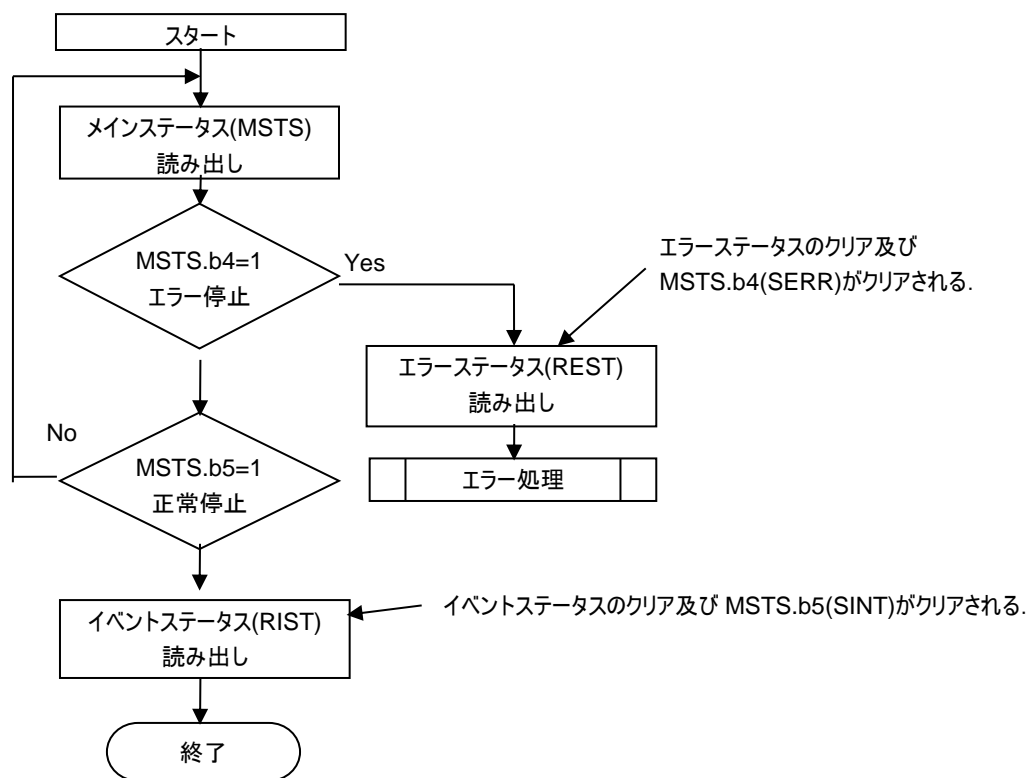 スタート
メインステータス(MSTS)
読み出し
MSTS.b4=1
エラー停止
Yes
エラーステータスのクリア及び
MSTS.b4(SERR)がクリアされる.
エラーステータス(REST)
読み出し
エラー処理
No
MSTS.b5=1
正常停止
イベントステータス(RIST)
読み出し
イベントステータスのクリア及び MSTS.b5(SINT)がクリアされる.
終了